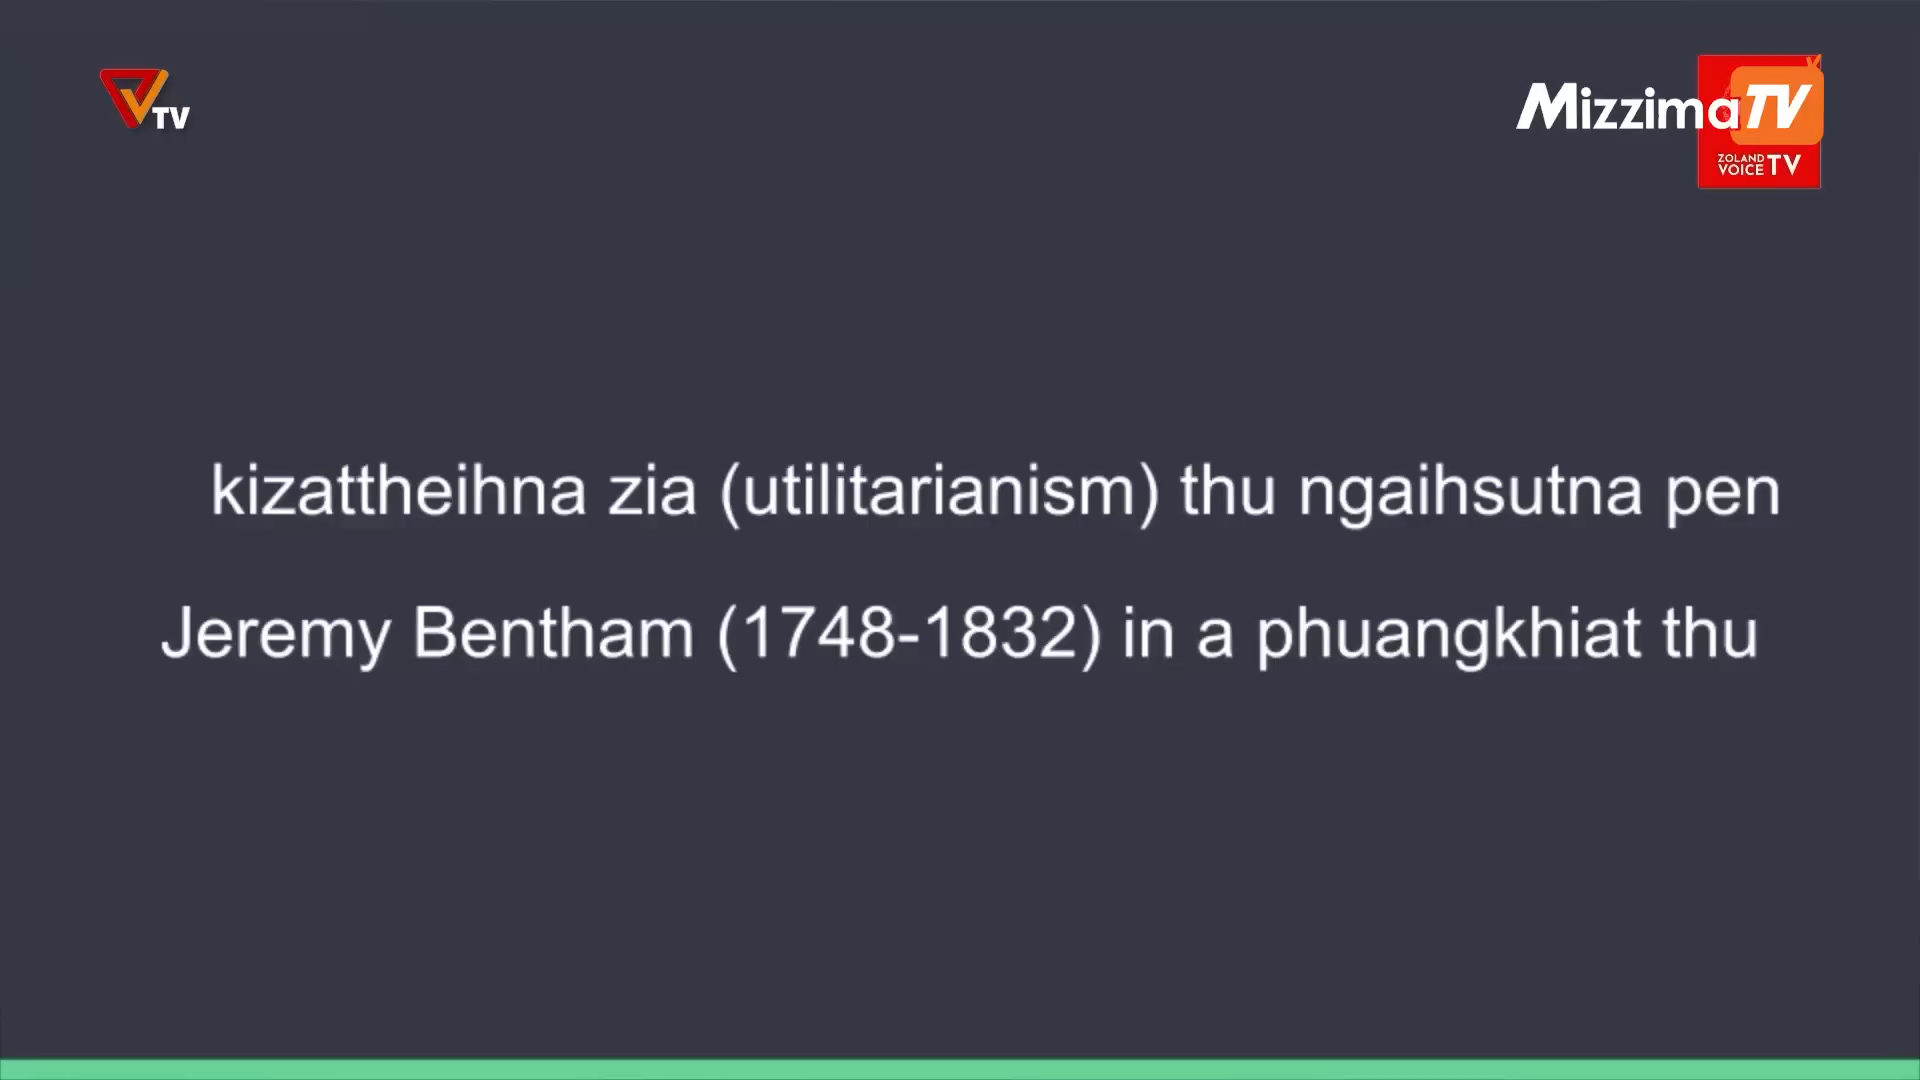 TV
MizzimaTV
ZOLAND
VOICE TV
kizattheihna zia (utilitarianism) thu ngaihsutna pen
Jeremy Bentham (1748-1832) in a phuangkhiat thu